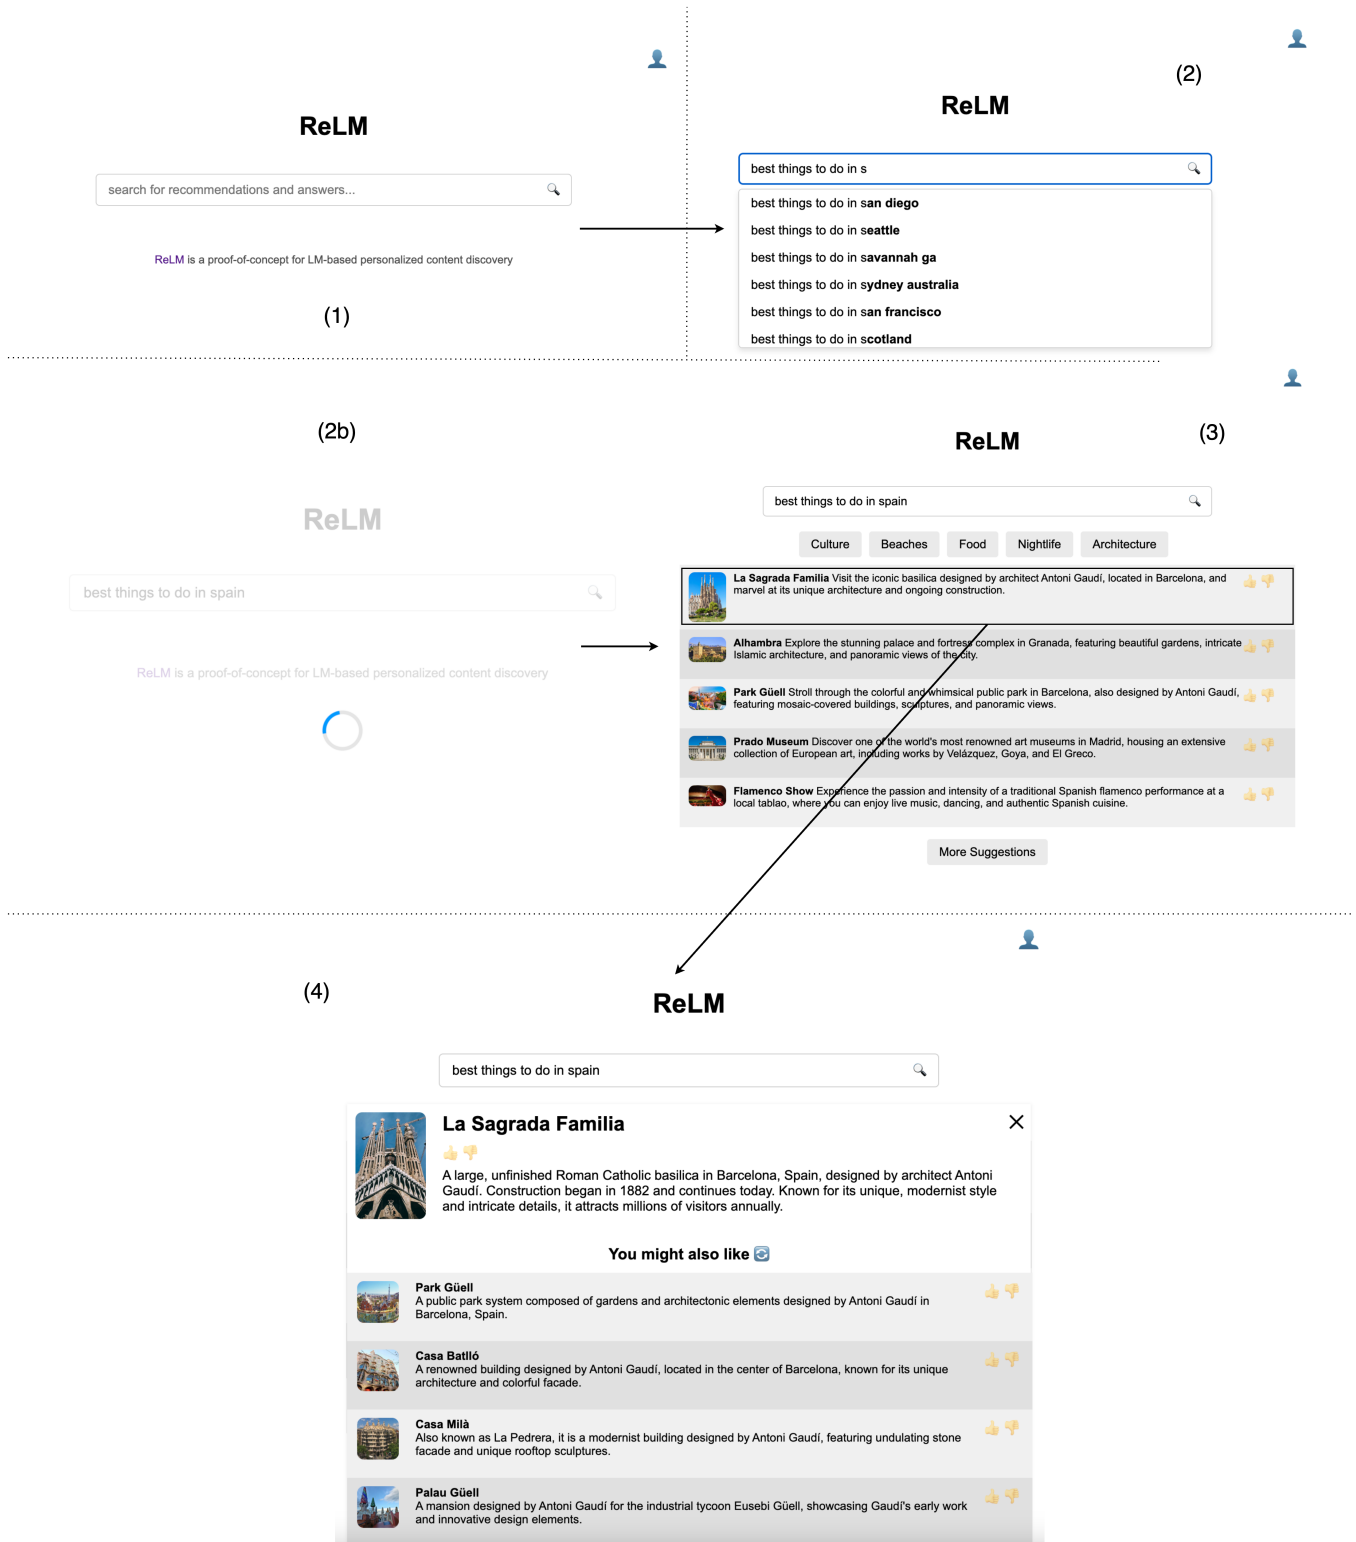 ReLM
search for recommendations and answers...
ReLM is a proof-of-concept for LM-based personalized content discovery
(1)
(2)
ReLM
best things to do in s
best things to do in san diego
best things to do in seattle
best things to do in savannah ga
best things to do in sydney australia
best things to do in san francisco
best things to do in scotland
(2b)
ReLM
best things to do in spain
ReLM is a proof-of-concept for LM-based personalized content discovery
(3)
ReLM
best things to do in spain
Culture Beaches Food Nightlife Architecture
La Sagrada Familia Visit the iconic basilica designed by architect Antoni Gaudí, located in Barcelona, and
marvel at its unique architecture and ongoing construction.
Alhambra Explore the stunning palace and fortress complex in Granada, featuring beautiful gardens, intricate
Islamic architecture, and panoramic views of the city.
Park Güell Stroll through the colorful and whimsical public park in Barcelona, also designed by Antoni Gaudí,
featuring mosaic-covered buildings, sculptures, and panoramic views.
Prado Museum Discover one of the world's most renowned art museums in Madrid, housing an extensive
collection of European art, including works by Velázquez, Goya, and El Greco.
Flamenco Show Experience the passion and intensity of a traditional Spanish flamenco performance at a
local tablao, where you can enjoy live music, dancing, and authentic Spanish cuisine.
More Suggestions
(4)
ReLM
best things to do in spain
La Sagrada Familia
A large, unfinished Roman Catholic basilica in Barcelona, Spain, designed by architect Antoni
Gaudí. Construction began in 1882 and continues today. Known for its unique, modernist style
and intricate details, it attracts millions of visitors annually.
You might also like
Park Güell
A public park system composed of gardens and architectonic elements designed by Antoni Gaudí in
Barcelona, Spain.
Casa Batlló
A renowned building designed by Antoni Gaudí, located in the center of Barcelona, known for its unique
architecture and colorful facade.
Casa Milà
Also known as La Pedrera, it is a modernist building designed by Antoni Gaudí, featuring undulating stone
facade and unique rooftop sculptures.
Palau Güell
A mansion designed by Antoni Gaudí for the industrial tycoon Eusebi Güell, showcasing Gaudí's early work
and innovative design elements.